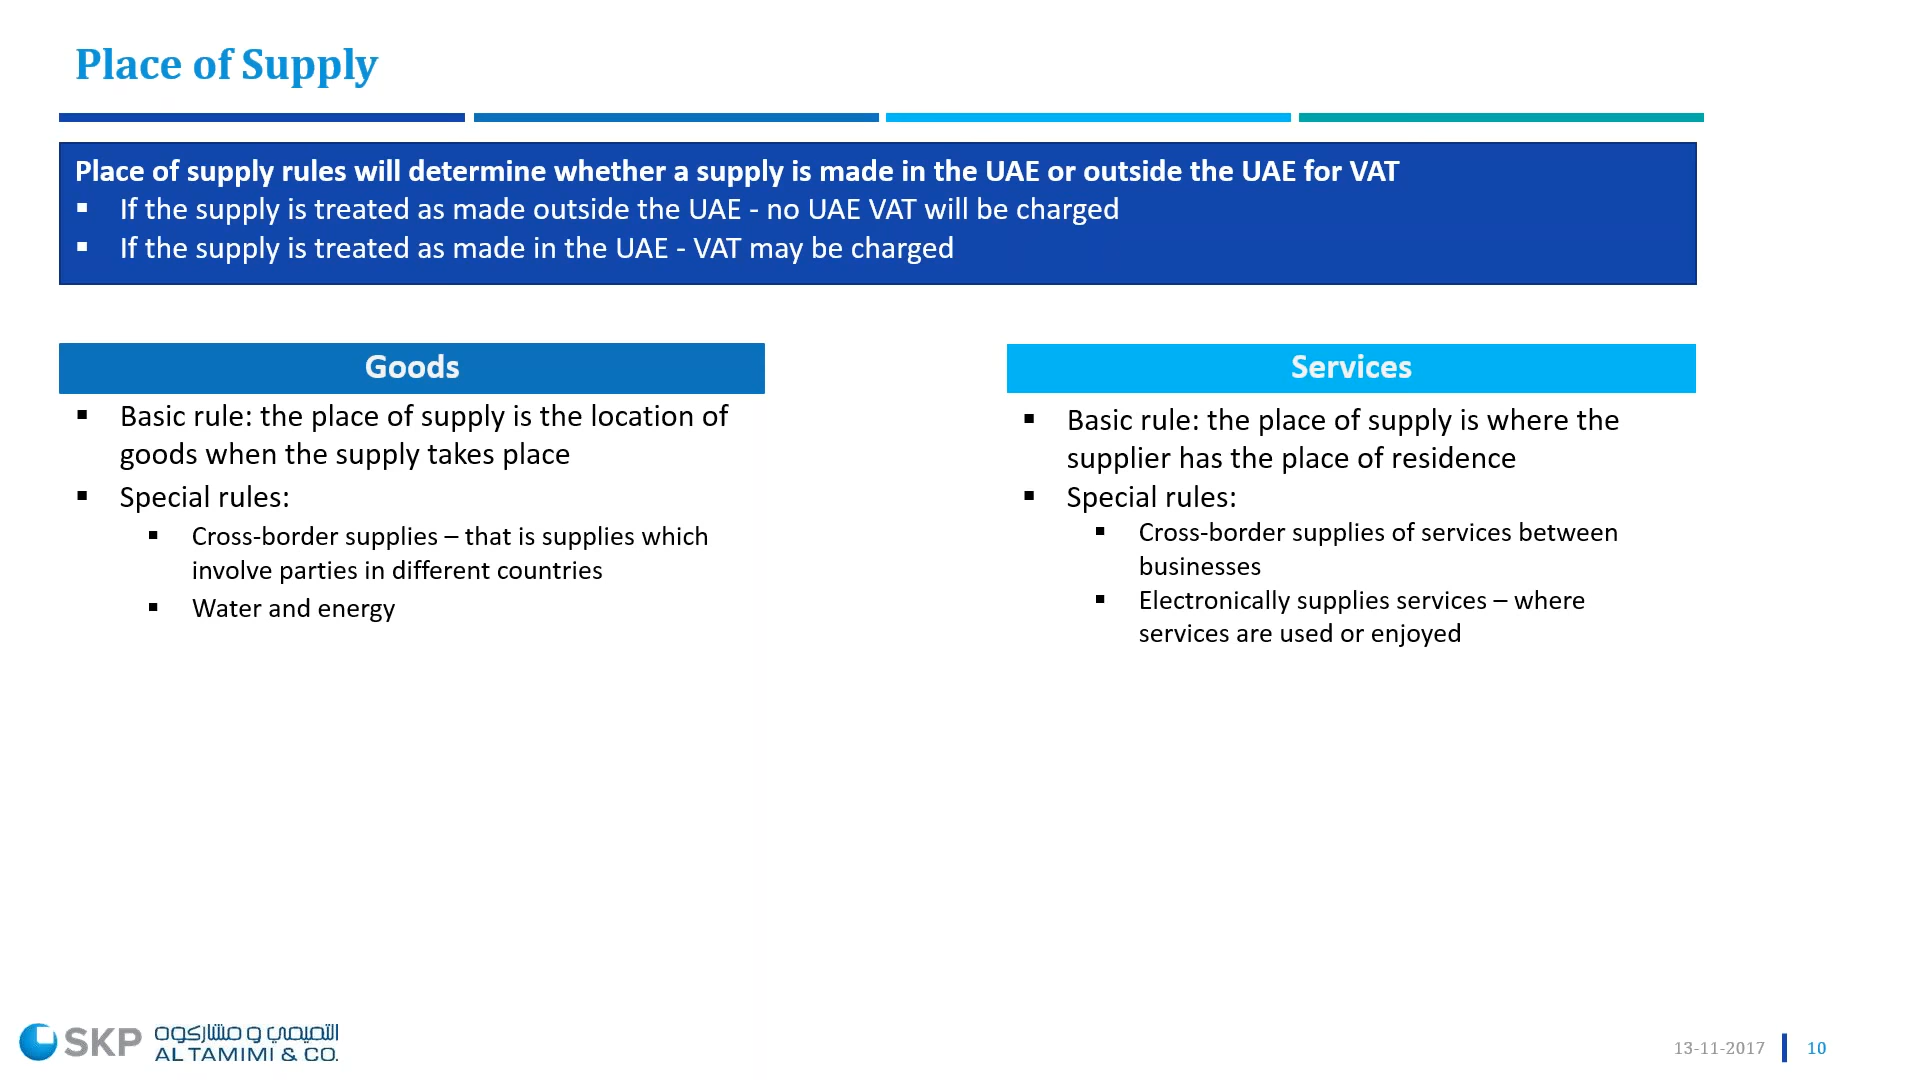 Place of Supply
Place of supply rules will determine whether a supply is made in the UAE or outside the UAE for VAT
▪ If the supply is treated as made outside the UAE - no UAE VAT will be charged
▪ If the supply is treated as made in the UAE - VAT may be charged
Goods
▪ Basic rule: the place of supply is the location of
goods when the supply takes place
▪ Special rules:
▪ Cross-border supplies – that is supplies which
involve parties in different countries
▪ Water and energy
Services
▪ Basic rule: the place of supply is where the
supplier has the place of residence
▪ Special rules:
▪ Cross-border supplies of services between
businesses
▪ Electronically supplies services – where
services are used or enjoyed
SKP
التميمي و مشاركوه
AL TAMIMI & CO.
13-11-2017
10